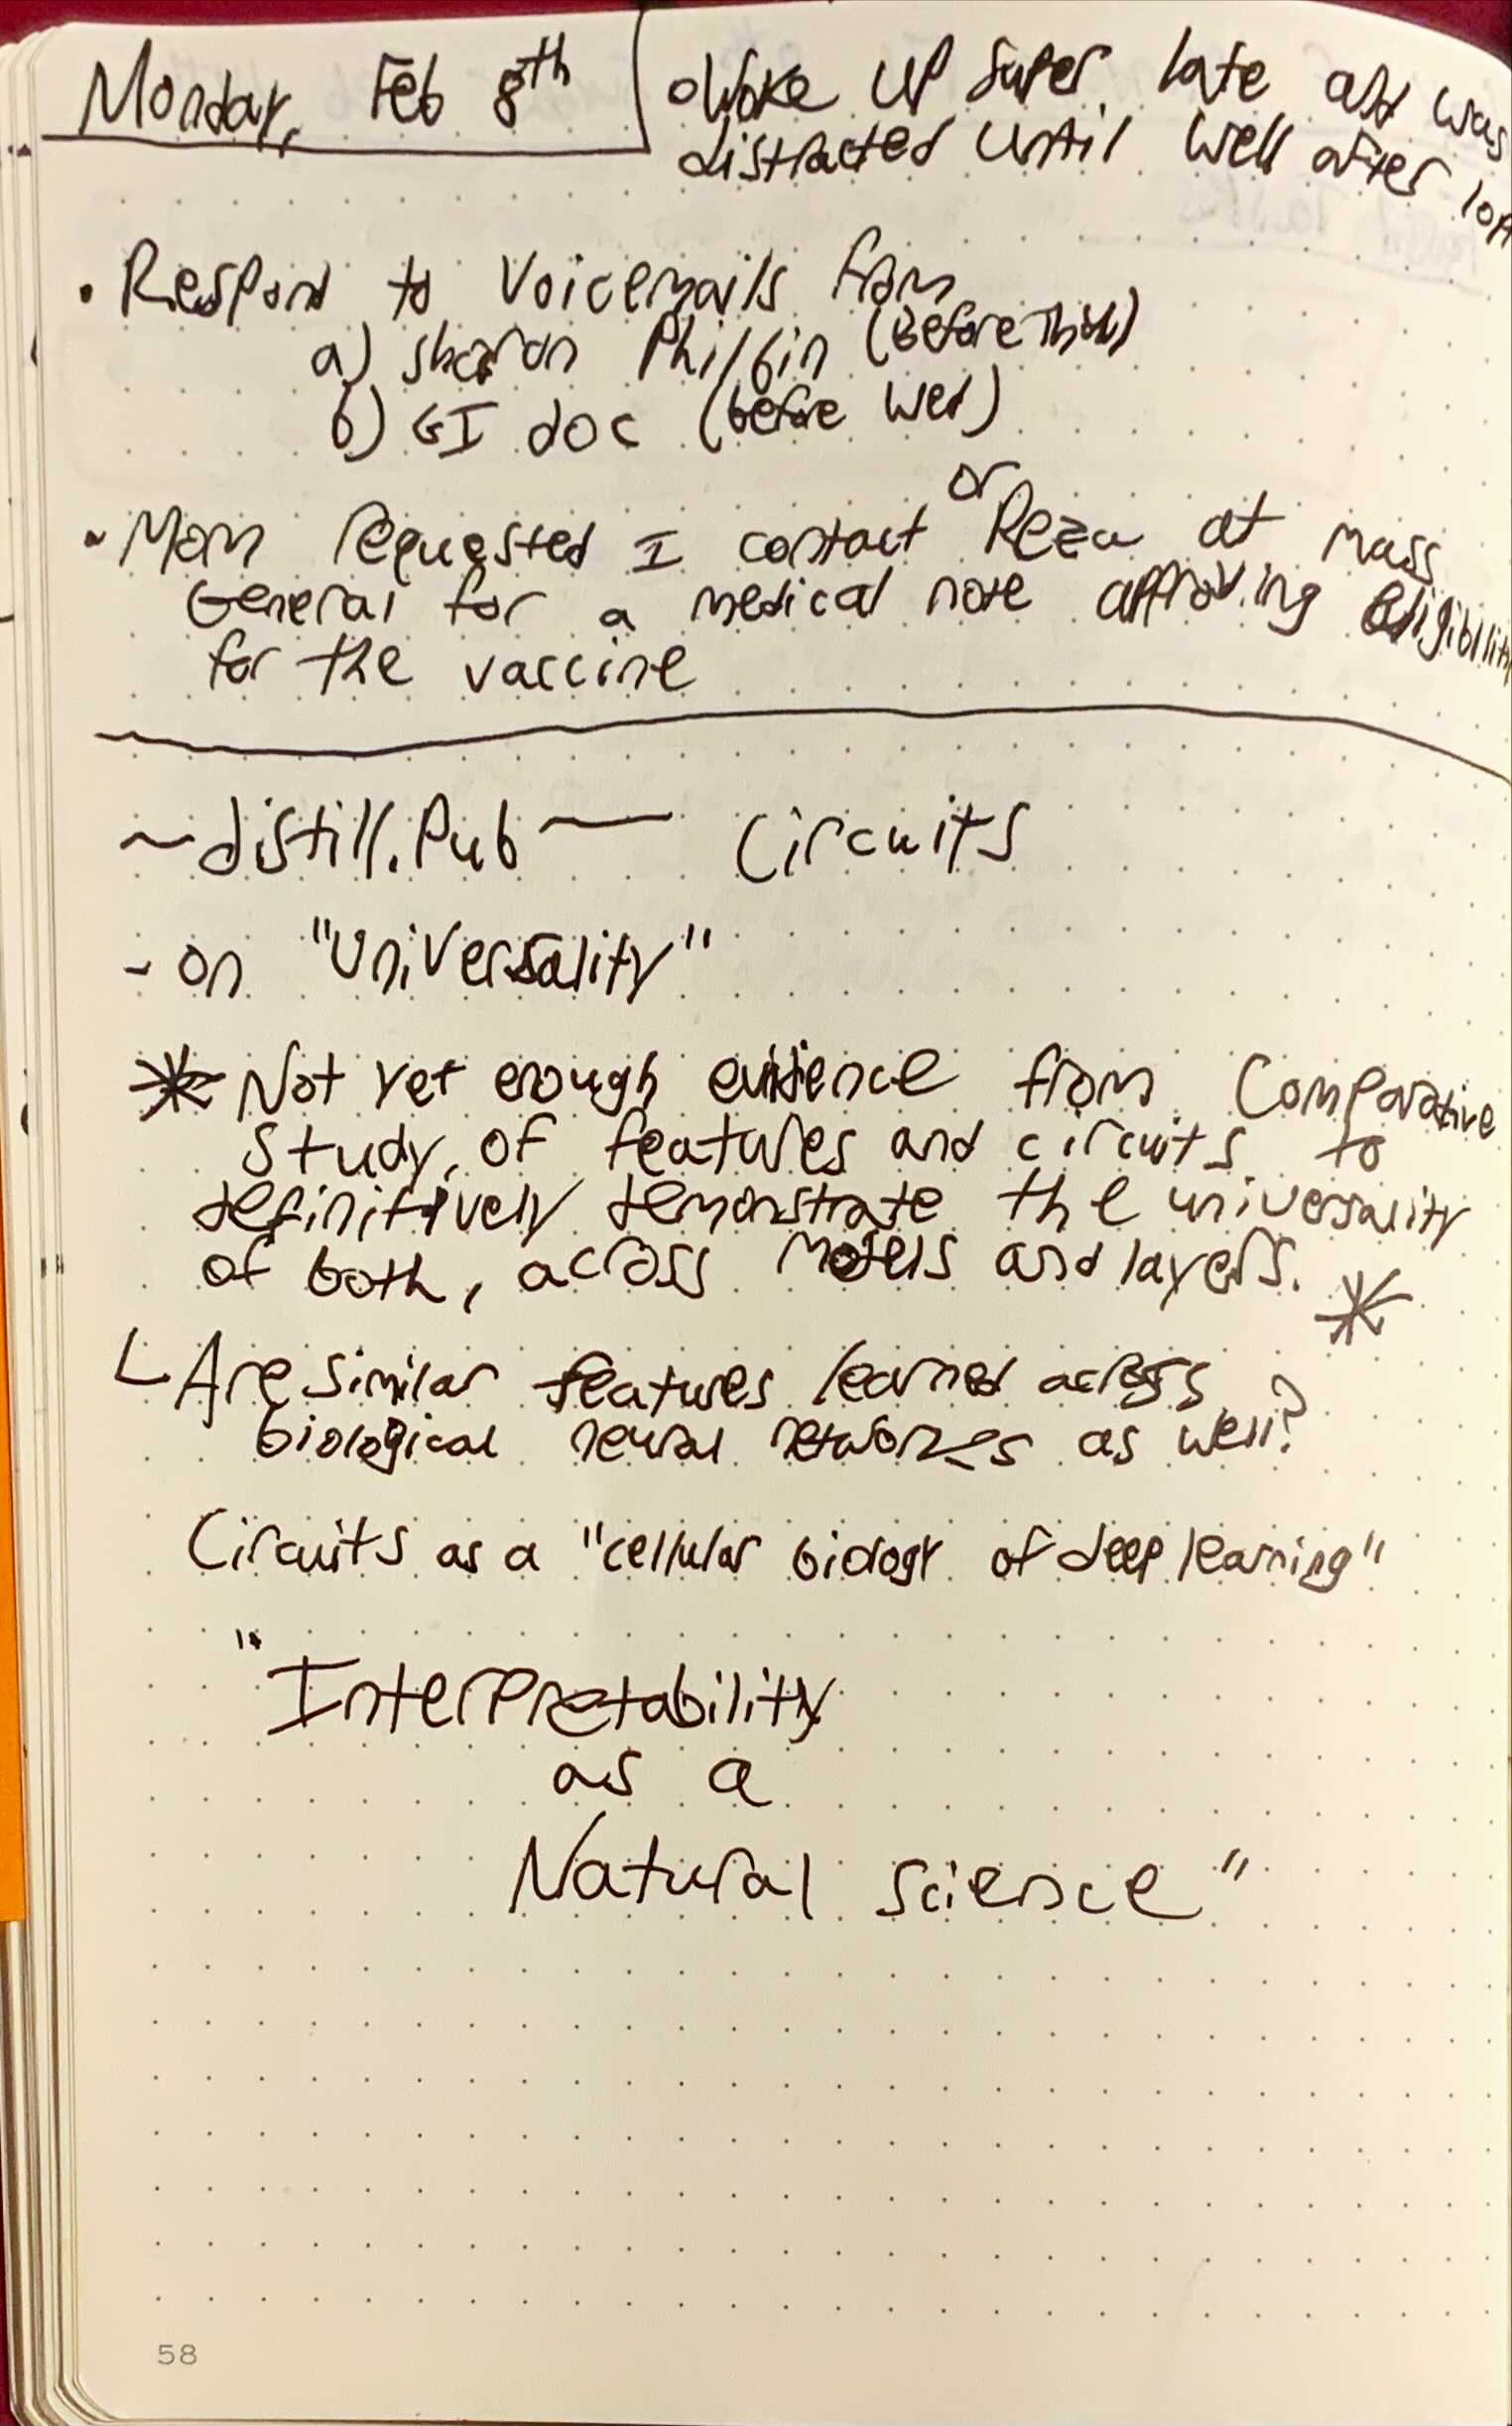 Monday, Feb 8th
Woke up super late and was
distracted until well after
• Respond to Voicemails from
a) Sharon Philbin (before
b) GI doc (before Wed)
or
• Mom requested I contact Reza at mass
General for a medical note approving eligibility
for the vaccine
~distill.pub — Circuits
- on "Universality"
* Not yet enough evidence from comparative
study of features and circuits to
definitively demonstrate the universality
of both, across models and layers. *
Are similar features learned across
biological neural networks as well?
Circuits as a "cellular biology of deep learning"
"Interpretability
as a
Natural Science"
58